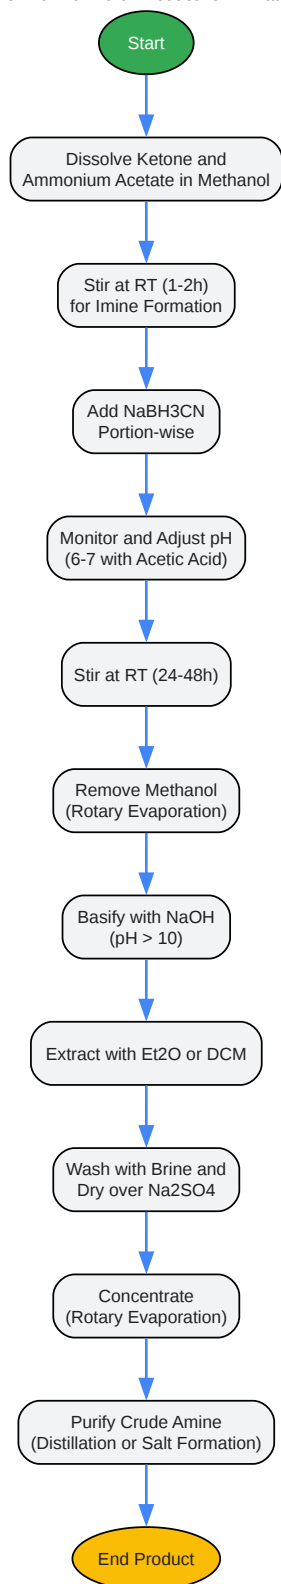 Start
Dissolve Ketone and
Ammonium Acetate in Methanol
Stir at RT (1-2h)
for Imine Formation
Add NaBH3CN
Portion-wise
Monitor and Adjust pH
(6-7 with Acetic Acid)
Stir at RT (24-48h)
Remove Methanol
(Rotary Evaporation)
Basify with NaOH
(pH > 10)
Extract with Et2O or DCM
Wash with Brine and
Dry over Na2SO4
Concentrate
(Rotary Evaporation)
Purify Crude Amine
(Distillation or Salt Formation)
End Product